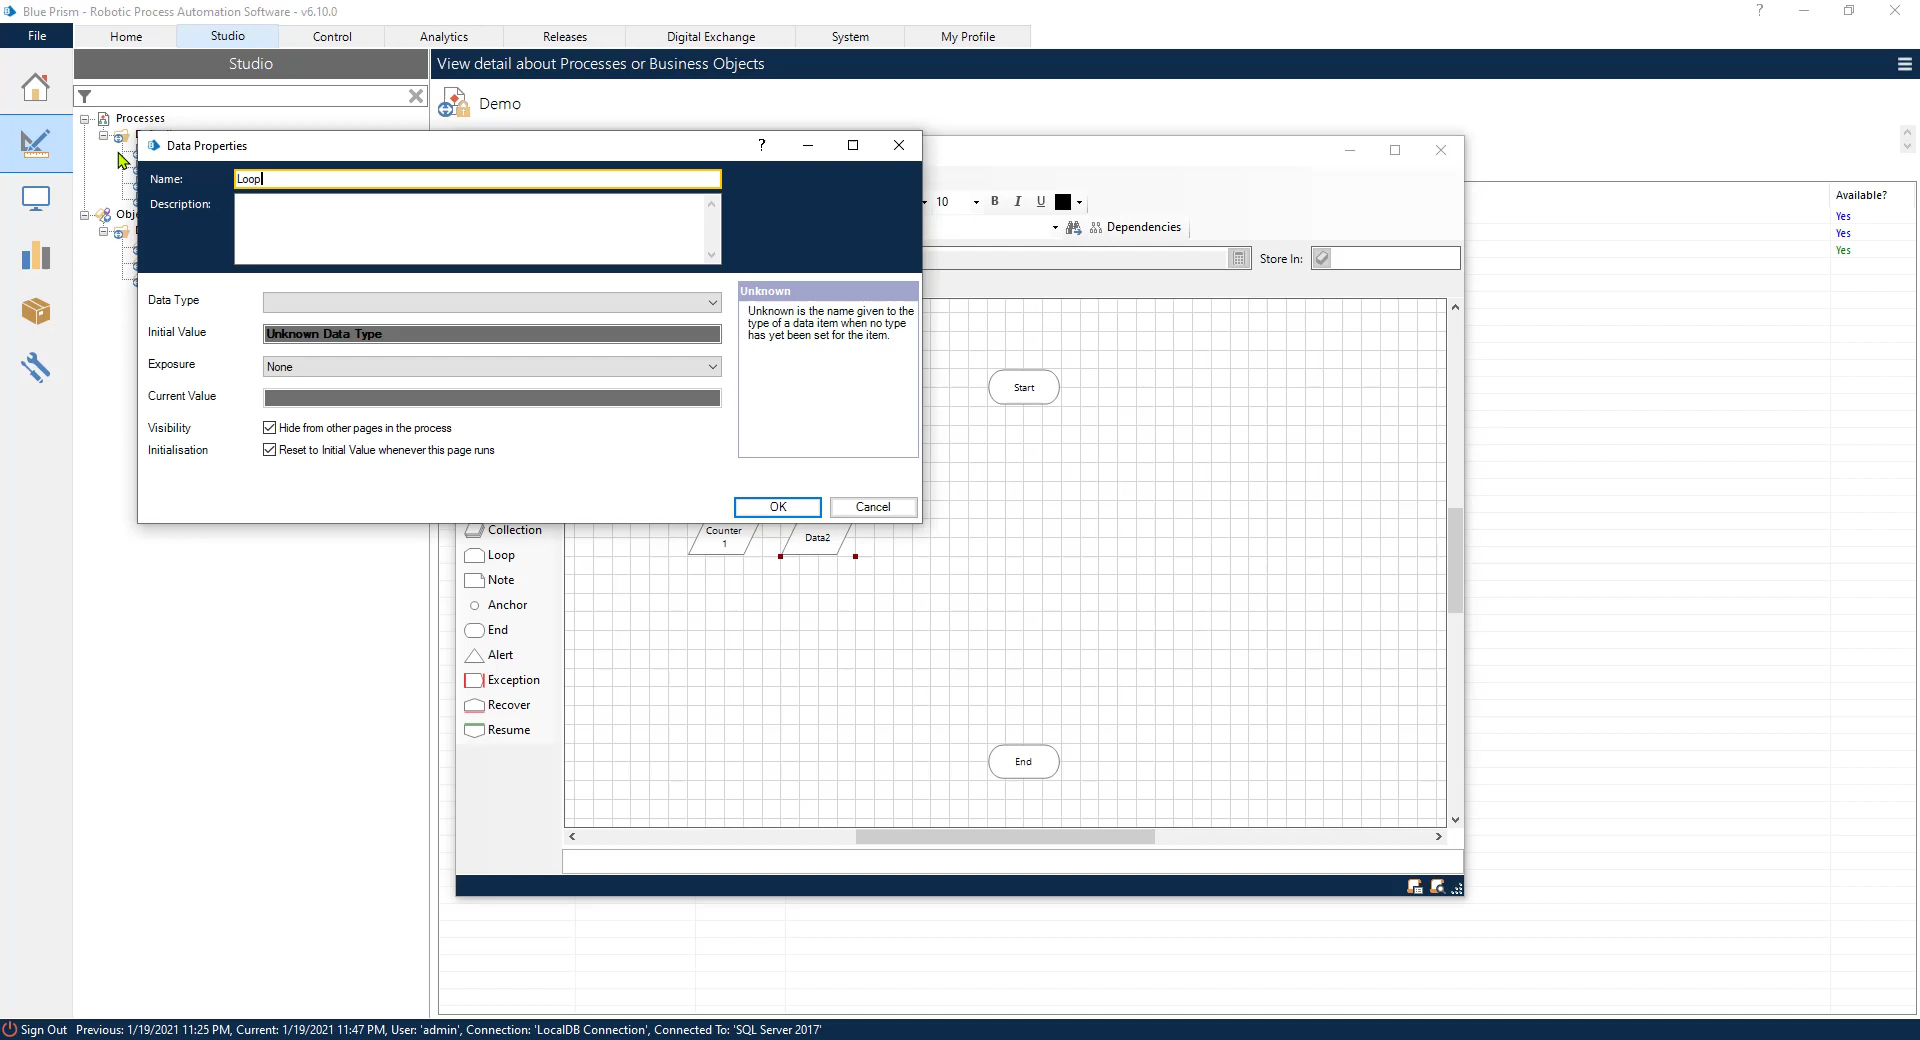 Blue Prism - Robotic Process Automation Software - v6.10.0
?
File
Home
Studio
Control
Analytics
Releases
Digital Exchange
System
My Profile
Studio
View detail about Processes or Business Objects
Demo
Processes
Data Properties
?
Name:
Loop
Description:
10
B I U
Dependencies
Store In:
Available?
Yes
Yes
Yes
Data Type
Initial Value
Unknown Data Type
Exposure
None
Current Value
Visibility
Hide from other pages in the process
Initialisation
Reset to Initial Value whenever this page runs
Unknown
Unknown is the name given to the
type of a data item when no type
has yet been set for the item.
OK
Cancel
Start
Collection
Loop
Note
Anchor
End
Alert
Exception
Recover
Resume
Counter
1
Data2
End
Sign Out Previous: 1/19/2021 11:25 PM, Current: 1/19/2021 11:47 PM, User: 'admin', Connection: 'LocalDB Connection', Connected To: 'SQL Server 2017'